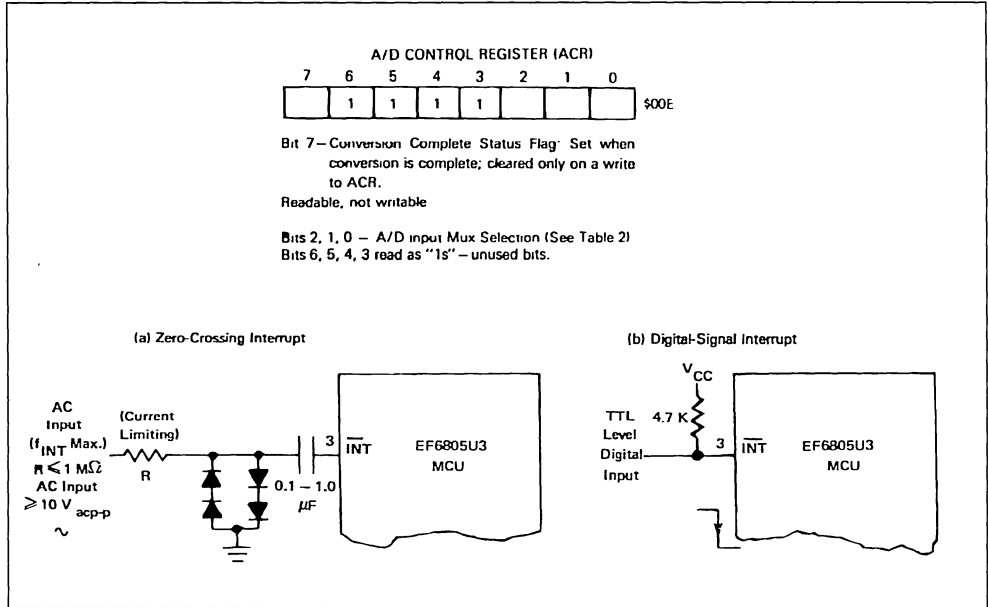 A/D CONTROL REGISTER (ACR)
7 6 5 4 3 2 1 0
1 1 1 1 $00E
Bit 7 – Conversion Complete Status Flag· Set when
conversion is complete; cleared only on a write
to ACR.
Readable, not writable
Bits 2, 1, 0 – A/D input Mux Selection (See Table 2)
Bits 6, 5, 4, 3 read as "1s" – unused bits.
(a) Zero-Crossing Interrupt
AC
Input
(fINT Max.)
R ≤ 1 MΩ
AC Input
≥ 10 V acp-p
~
(Current
Limiting)
R
0.1 – 1.0
µF
3
INT
EF6805U3
MCU
(b) Digital-Signal Interrupt
VCC
4.7 K
TTL
Level
Digital
Input
3
INT
EF6805U3
MCU